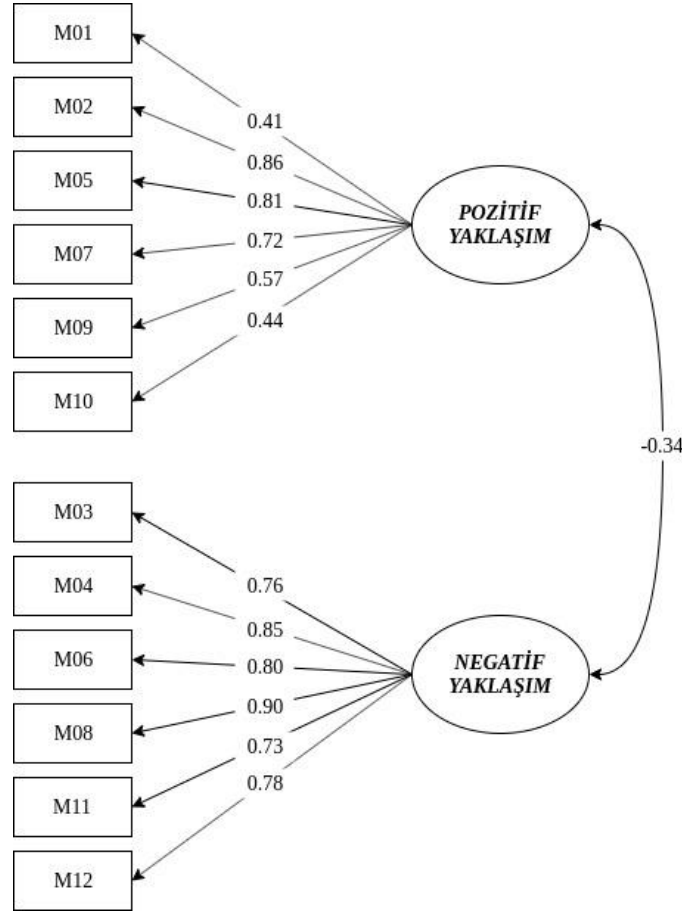 M01
M02
M05
M07
M09
M10
0.41
0.86
0.81
0.72
0.57
0.44
POZİTİF
YAKLAŞIM
-0.34
M03
M04
M06
M08
M11
M12
0.76
0.85
0.80
0.90
0.73
0.78
NEGATİF
YAKLAŞIM